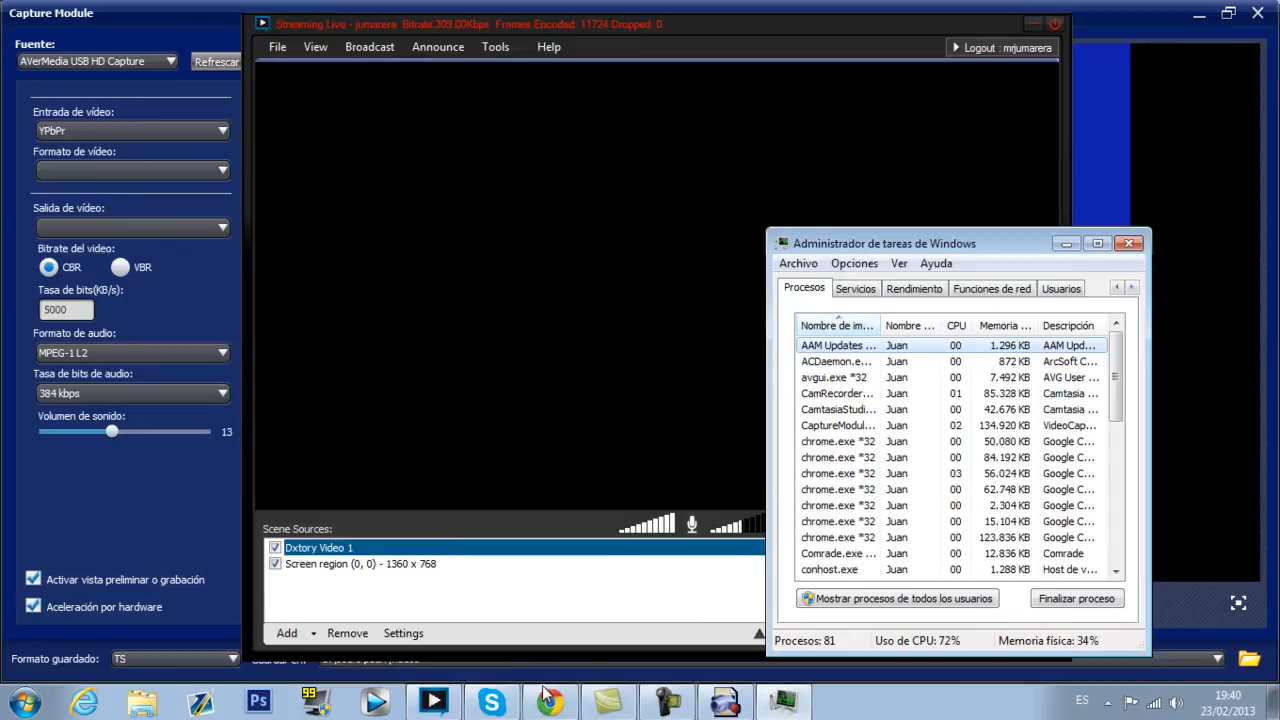 Capture Module
Streaming Live - jumarera Bitrate:309.00Kbps Frames Encoded: 11724 Dropped: 0
Fuente:
AVerMedia USB HD Capture
Refrescar
File View Broadcast Announce Tools Help
Logout : mrjumarera
Entrada de vídeo:
YPbPr
Formato de vídeo:
Salida de vídeo:
Bitrate del video:
CBR VBR
Tasa de bits(KB/s):
5000
Formato de audio:
MPEG-1 L2
Tasa de bits de audio:
384 kbps
Volumen de sonido:
13
Activar vista preliminar o grabación
Aceleración por hardware
Formato guardado: TS
Scene Sources:
Dxtory Video 1
Screen region (0, 0) - 1360 x 768
Add Remove Settings
Administrador de tareas de Windows
Archivo Opciones Ver Ayuda
Procesos Servicios Rendimiento Funciones de red Usuarios
Nombre de im... Nombre ... CPU Memoria ... Descripción
AAM Updates ... Juan 00 1.296 KB AAM Upd...
ACDaemon.e... Juan 00 872 KB ArcSoft C...
avgui.exe *32 Juan 00 7.492 KB AVG User ...
CamRecorder... Juan 01 85.328 KB Camtasia ...
CamtasiaStudi... Juan 00 42.676 KB Camtasia ...
CaptureModul... Juan 02 134.920 KB VideoCap...
chrome.exe *32 Juan 00 50.080 KB Google C...
chrome.exe *32 Juan 00 84.192 KB Google C...
chrome.exe *32 Juan 03 56.024 KB Google C...
chrome.exe *32 Juan 00 62.748 KB Google C...
chrome.exe *32 Juan 00 2.304 KB Google C...
chrome.exe *32 Juan 00 15.104 KB Google C...
chrome.exe *32 Juan 00 123.836 KB Google C...
Comrade.exe ... Juan 00 12.836 KB Comrade
conhost.exe Juan 00 1.288 KB Host de v...
Mostrar procesos de todos los usuarios
Finalizar proceso
Procesos: 81 Uso de CPU: 72% Memoria física: 34%
Ps
99
ES
19:40
23/02/2013